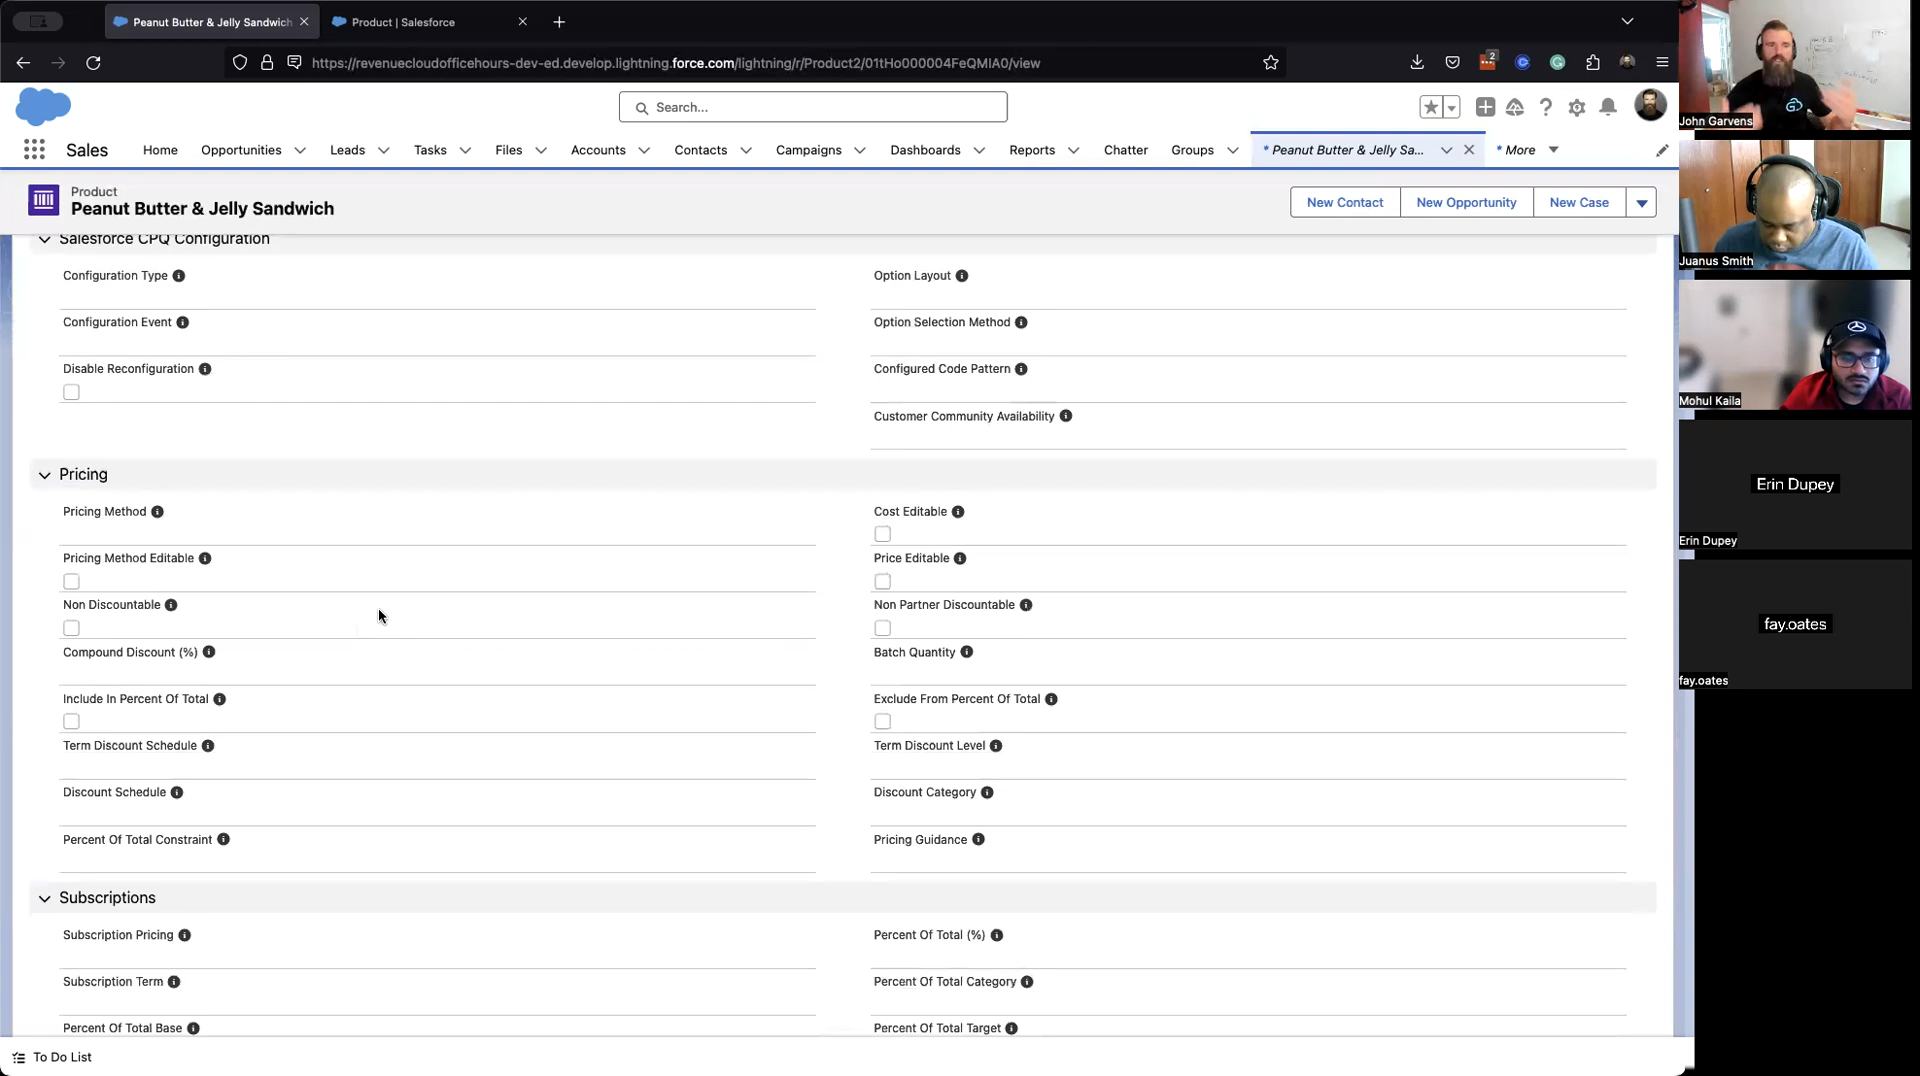 Peanut Butter & Jelly Sandwich
Product | Salesforce
https://revenuecloudofficehours-dev-ed.develop.lightning.force.com/lightning/r/Product2/01tHo000004FeQMIA0/view
2
Search...
Sales
Home
Opportunities
Leads
Tasks
Files
Accounts
Contacts
Campaigns
Dashboards
Reports
Chatter
Groups
* Peanut Butter & Jelly Sa...
* More
Product
Peanut Butter & Jelly Sandwich
New Contact
New Opportunity
New Case
Salesforce CPQ Configuration
Configuration Type
Option Layout
Configuration Event
Option Selection Method
Disable Reconfiguration
Configured Code Pattern
Customer Community Availability
Pricing
Pricing Method
Cost Editable
Pricing Method Editable
Price Editable
Non Discountable
Non Partner Discountable
Compound Discount (%)
Batch Quantity
Include In Percent Of Total
Exclude From Percent Of Total
Term Discount Schedule
Term Discount Level
Discount Schedule
Discount Category
Percent Of Total Constraint
Pricing Guidance
Subscriptions
Subscription Pricing
Percent Of Total (%)
Subscription Term
Percent Of Total Category
Percent Of Total Base
Percent Of Total Target
To Do List
John Garvens
Juanus Smith
Mohul Kaila
Erin Dupey
Erin Dupey
fay.oates
fay.oates